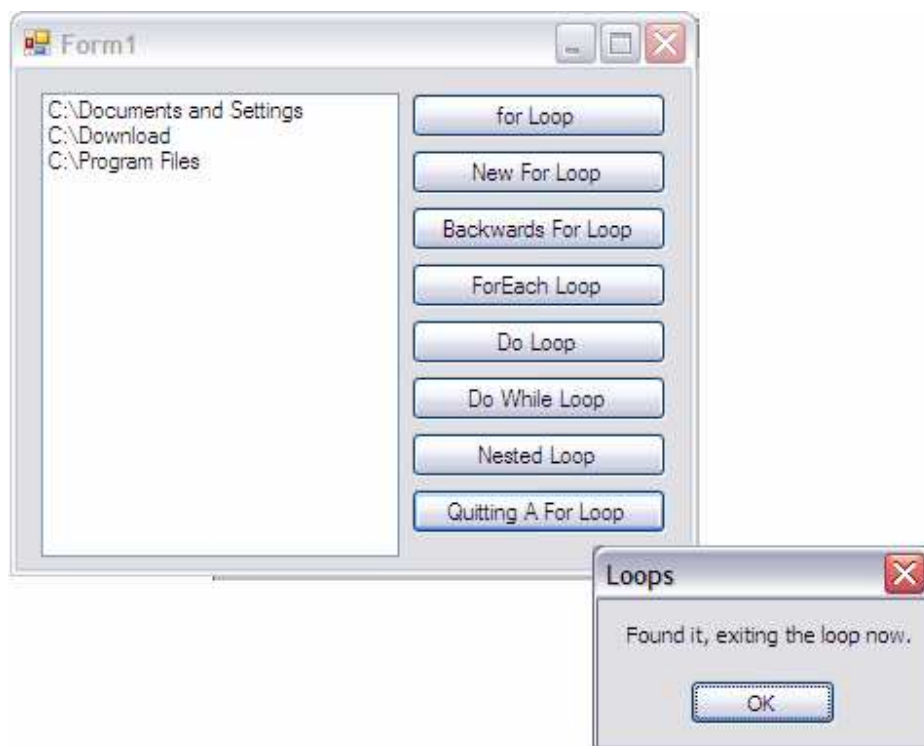 Form1
C:\Documents and Settings
C:\Download
C:\Program Files
for Loop
New For Loop
Backwards For Loop
ForEach Loop
Do Loop
Do While Loop
Nested Loop
Quitting A For Loop
Loops
Found it, exiting the loop now.
OK